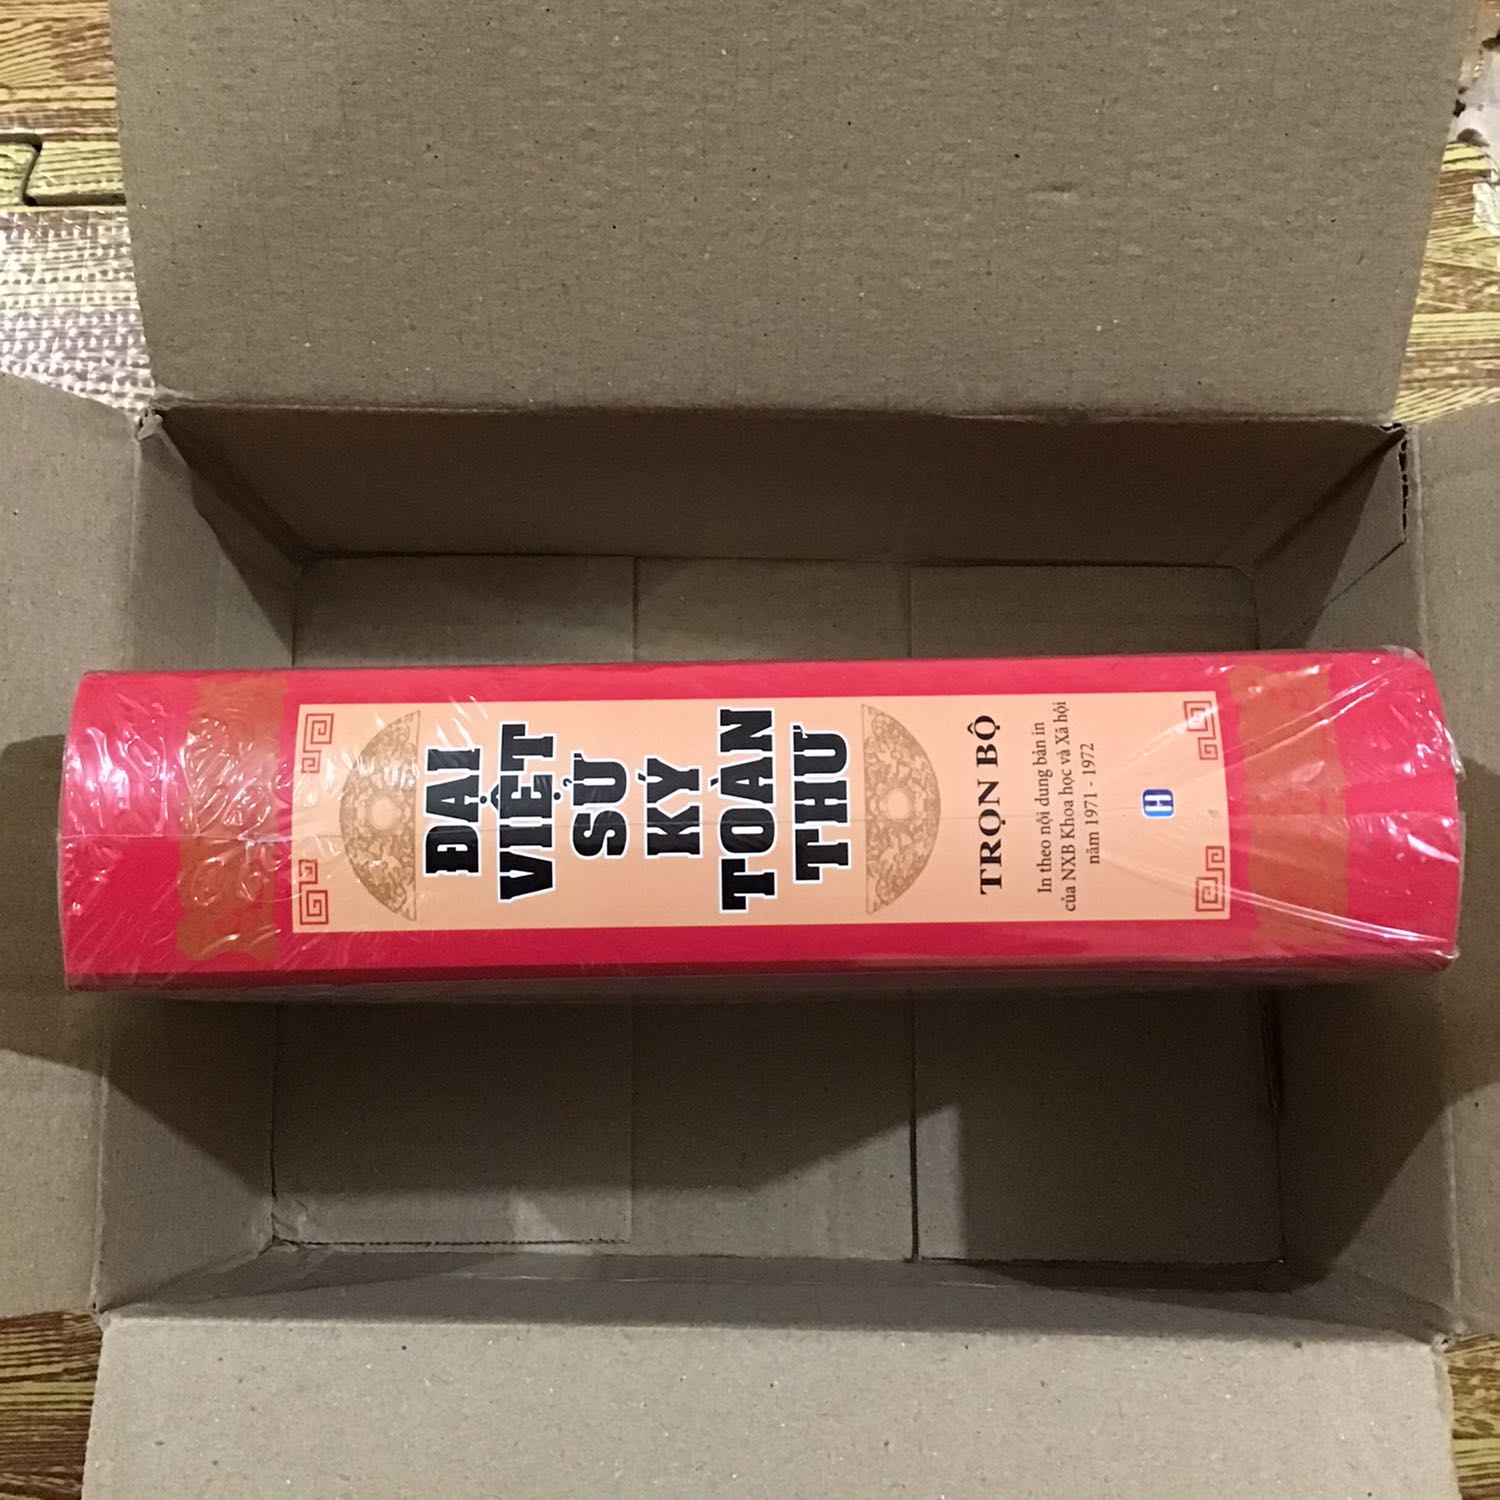 ĐẠI
VIỆT
SỬ
KÝ
TOÀN
THƯ
TRỌN BỘ
In theo nội dung bản in
của NXB Khoa học và Xã hội
năm 1971 - 1972
H